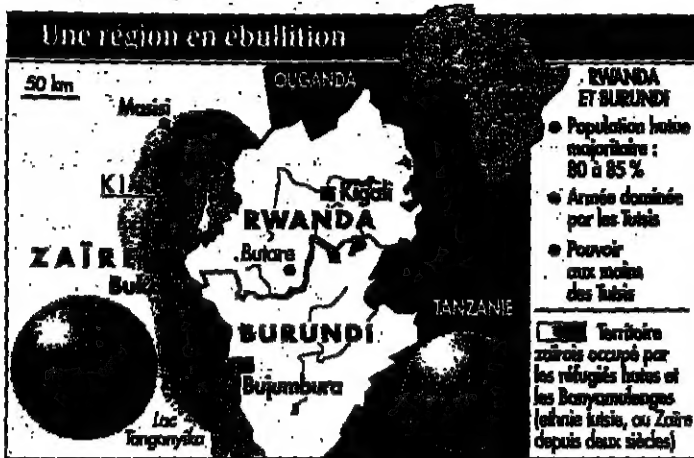 Une région en ébullition
50 km
OUGANDA
Masisi
Kigali
RWANDA
ZAÏRE
Butare
TANZANIE
BURUNDI
Bujumbura
Lac
Tanganyika
RWANDA
ET BURUNDI
Population hutue
majoritaire :
80 à 85 %
Armée dominée
par les Tutsis
Pouvoir
aux mains
des Tutsis
Territoire
zaïrois occupé par
les réfugiés hutus et
les Banyamulenges
(ethnie tutsie, au Zaïre
depuis deux siècles)